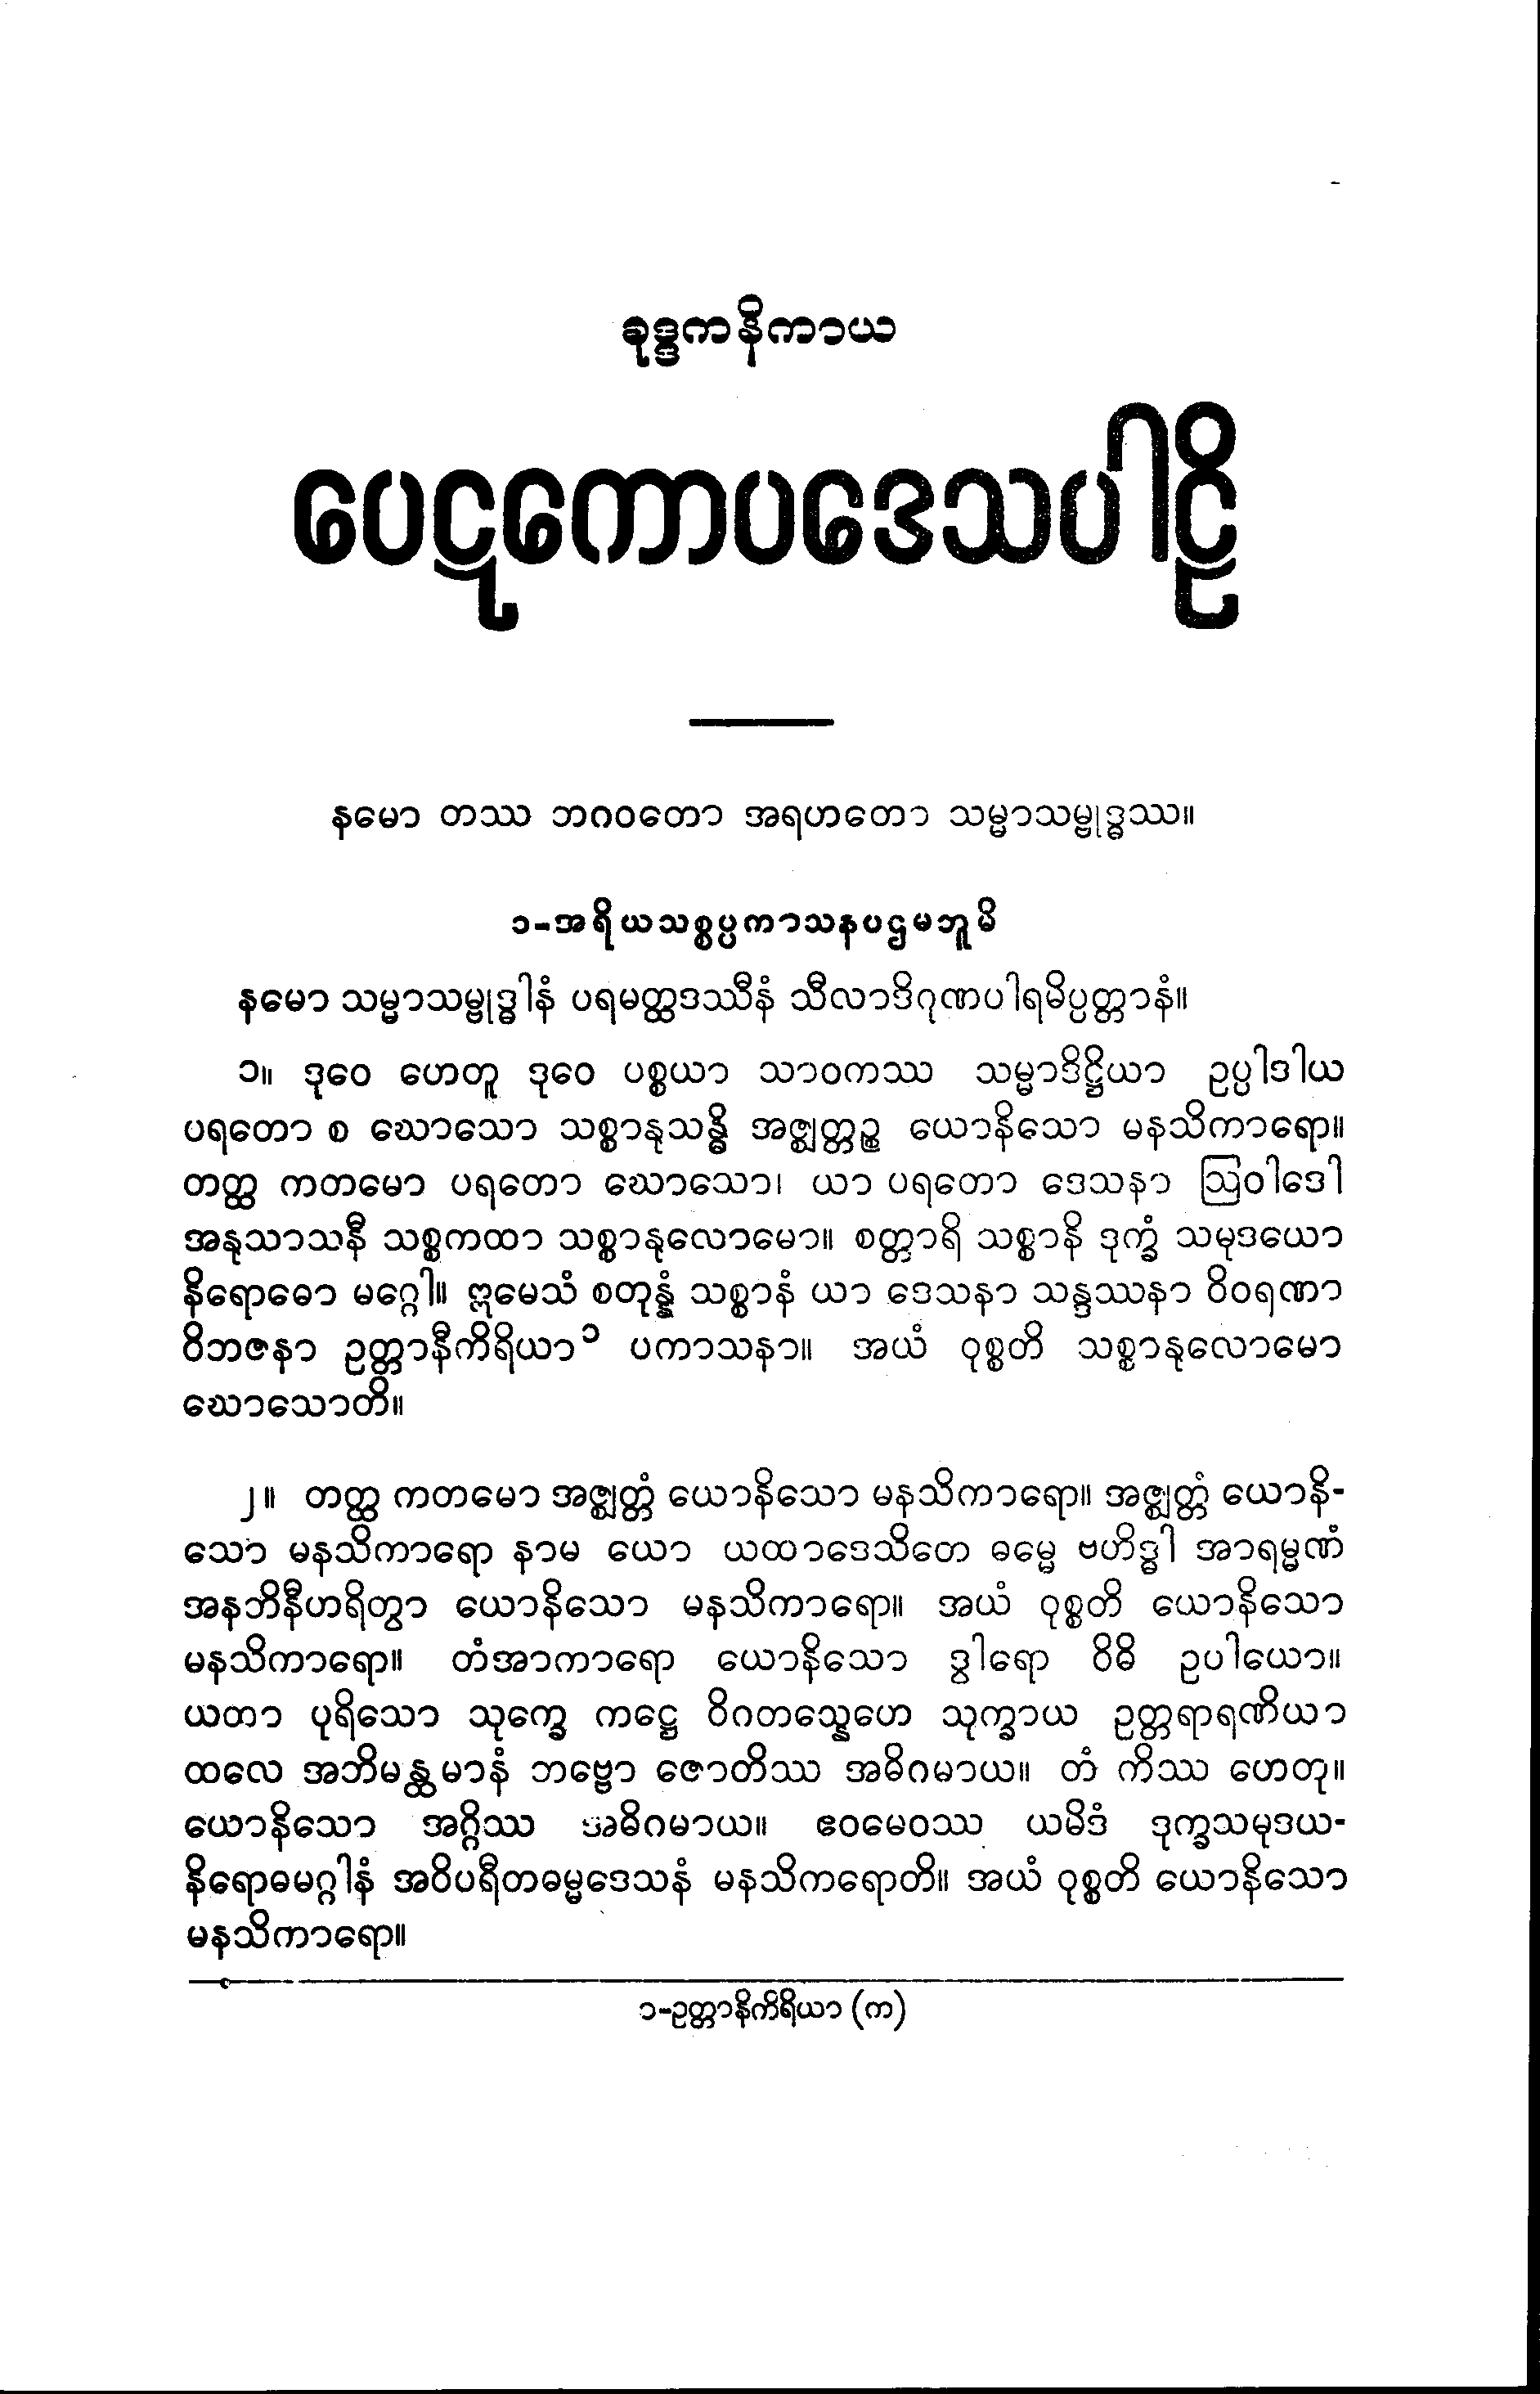 ခုဒ္ဒကနိကာယ
ပေဋကောပဒေသပါဠိ
နမော တဿ ဘဂဝတော အရဟတော သမ္မာသမ္ဗုဒ္ဓဿ။
၁-အရိယသစ္စပ္ပကာသနပဌမဘူမိ
နမော သမ္မာသမ္ဗုဒ္ဓါနံ ပရမတ္ထဒဿီနံ သီလာဒိဂုဏပါရမိပ္ပတ္တာနံ။
၁။ ဒုဝေ ဟေတူ ဒုဝေ ပစ္စယာ သာဝကဿ သမ္မာဒိဋ္ဌိယာ ဥပ္ပါဒါယ
ပရတော စ ဃောသော သစ္စာနုသန္ဓိ အဇ္ဈတ္တဉ္စ ယောနိသော မနသိကာရော။
တတ္ထ ကတမော ပရတော ဃောသော၊ ယာ ပရတော ဒေသနာ ဩဝါဒေါ
အနုသာသနီ သစ္စကထာ သစ္စာနုလောမော။ စတ္တာရိ သစ္စာနိ ဒုက္ခံ သမုဒယော
နိရောဓော မဂ္ဂေါ။ ဣမေသံ စတုန္နံ သစ္စာနံ ယာ ဒေသနာ သန္ဒဿနာ ဝိဝရဏာ
ဝိဘဇနာ ဥတ္တာနီကိရိယာ၁ ပကာသနာ။ အယံ ဝုစ္စတိ သစ္စာနုလောမော
ဃောသောတိ။
၂။ တတ္ထ ကတမော အဇ္ဈတ္တံ ယောနိသော မနသိကာရော။ အဇ္ဈတ္တံ ယောနိ-
သော မနသိကာရော နာမ ယော ယထာဒေသိတေ ဓမ္မေ ဗဟိဒ္ဓါ အာရမ္မဏံ
အနဘိနီဟရိတွာ ယောနိသော မနသိကာရော။ အယံ ဝုစ္စတိ ယောနိသော
မနသိကာရော။ တံအာကာရော ယောနိသော ဒွါရော ဝိဓိ ဥပါယော။
ယထာ ပုရိသော သုက္ခေ ကဋ္ဌေ ဝိဂတသ္နေဟေ သုက္ခာယ ဥတ္တရာရဏိယာ
ထလေ အဘိမန္ထမာနံ ဘဗ္ဗော ဇောတိဿ အဓိဂမာယ။ တံ ကိဿ ဟေတု။
ယောနိသော အဂ္ဂိဿ အဓိဂမာယ။ ဧဝမေဝဿ ယမိဒံ ဒုက္ခသမုဒယ-
နိရောဓမဂ္ဂါနံ အဝိပရီတဓမ္မဒေသနံ မနသိကရောတိ။ အယံ ဝုစ္စတိ ယောနိသော
မနသိကာရော။
၁-ဥတ္တာနိကိရိယာ (က)